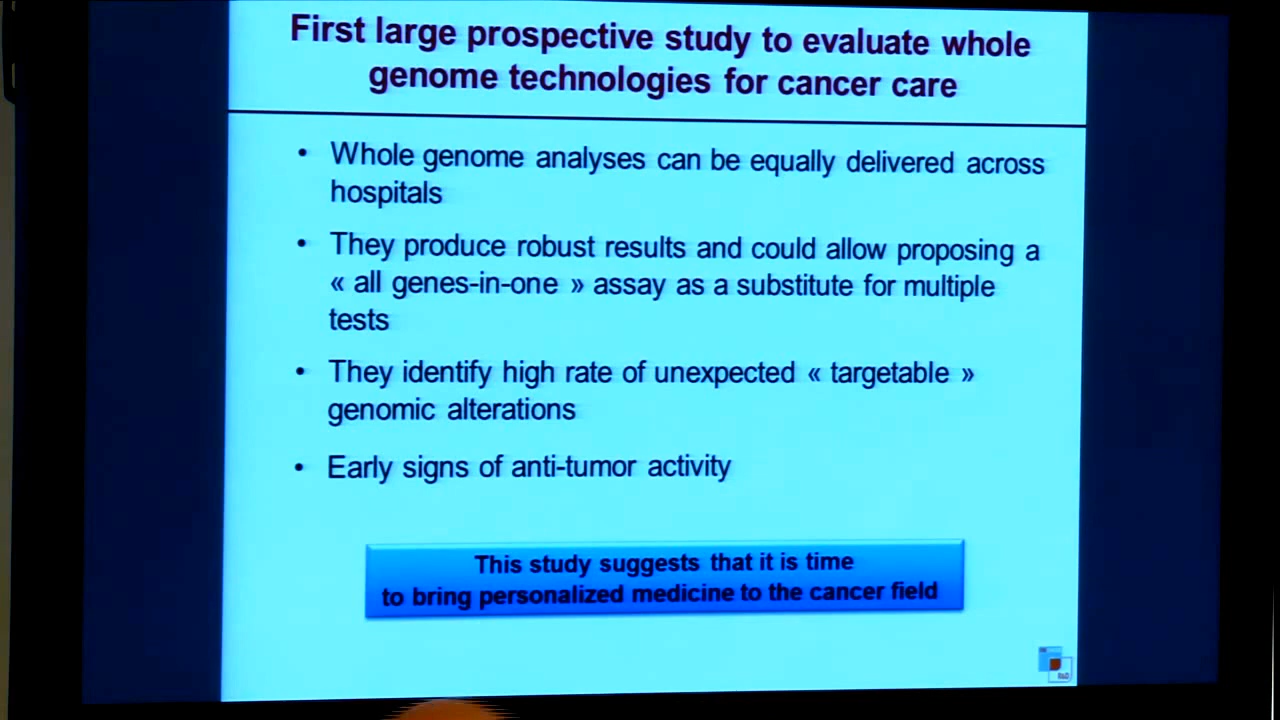 First large prospective study to evaluate whole
genome technologies for cancer care
• Whole genome analyses can be equally delivered across
hospitals
• They produce robust results and could allow proposing a
« all genes-in-one » assay as a substitute for multiple
tests
• They identify high rate of unexpected « targetable »
genomic alterations
• Early signs of anti-tumor activity
This study suggests that it is time
to bring personalized medicine to the cancer field